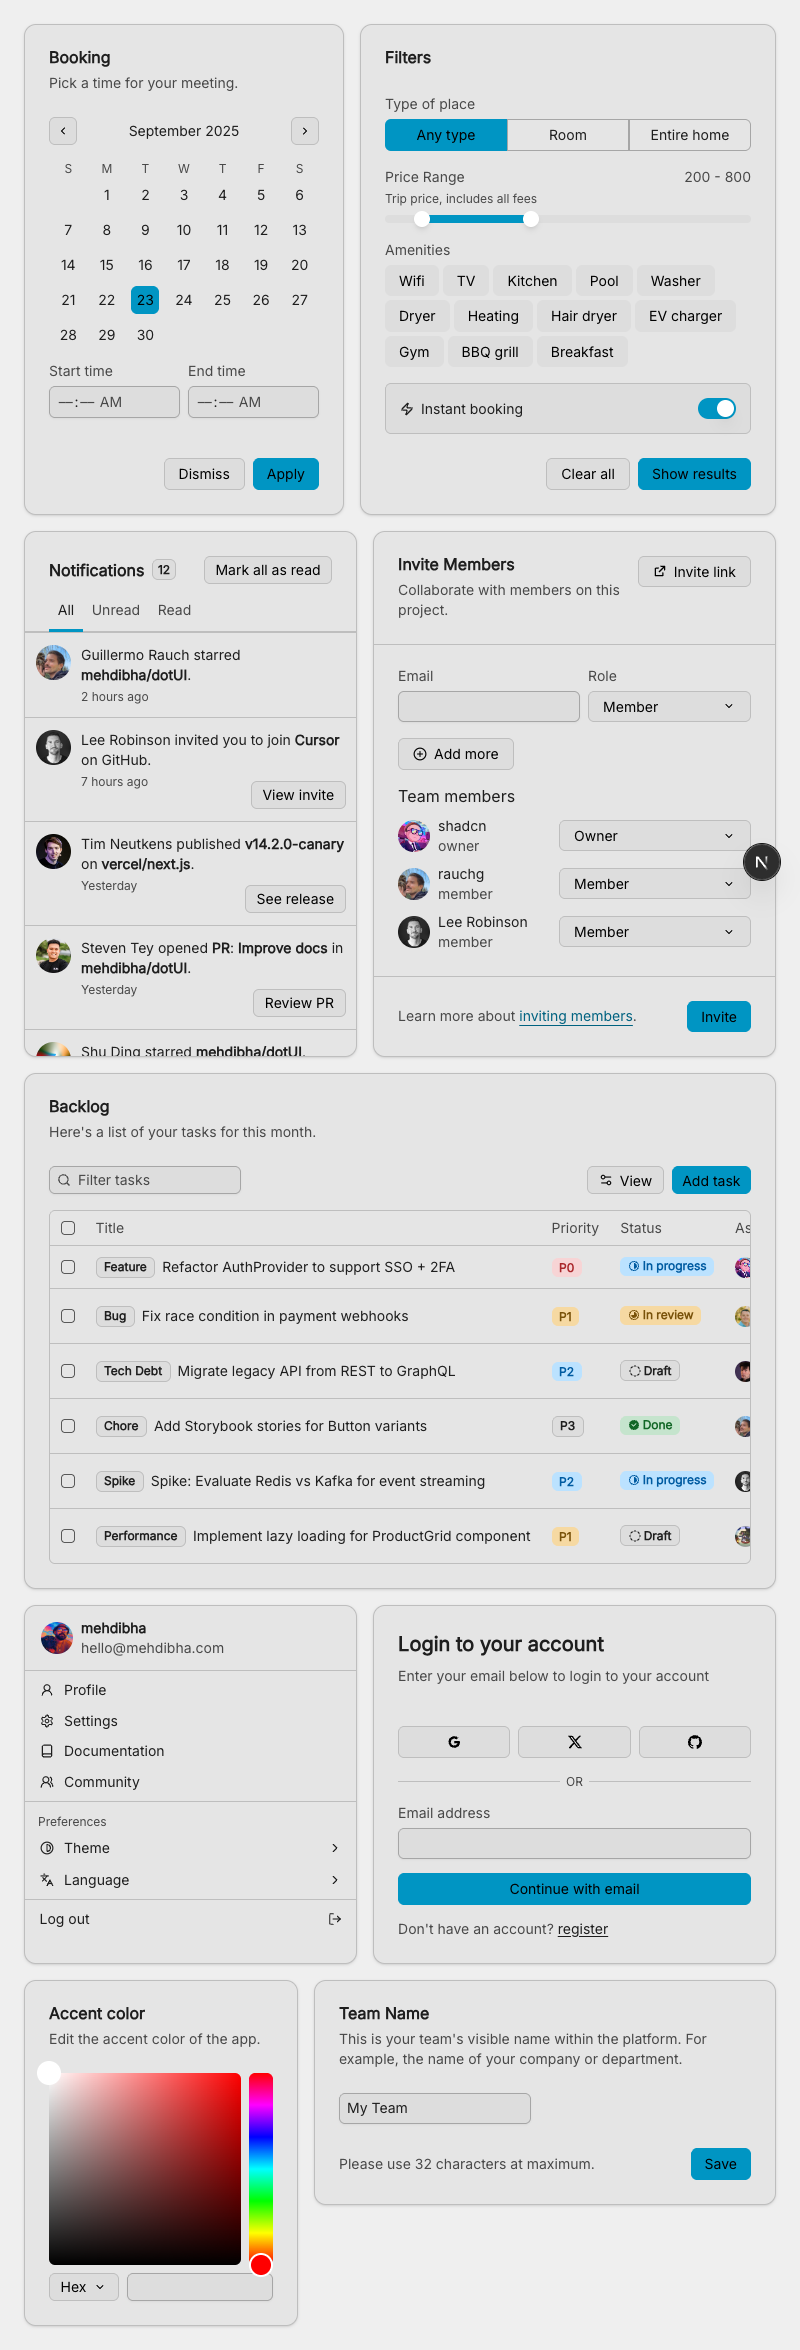 Booking
Pick a time for your meeting.
September 2025
S M T W T F S
1 2 3 4 5 6
7 8 9 10 11 12 13
14 15 16 17 18 19 20
21 22 23 24 25 26 27
28 29 30
Start time End time
––:–– AM ––:–– AM
Dismiss Apply
Filters
Type of place
Any type Room Entire home
Price Range 200 - 800
Trip price, includes all fees
Amenities
Wifi TV Kitchen Pool Washer
Dryer Heating Hair dryer EV charger
Gym BBQ grill Breakfast
Instant booking
Clear all Show results
Notifications 12 Mark all as read
All Unread Read
Guillermo Rauch starred
mehdibha/dotUI.
2 hours ago
Lee Robinson invited you to join Cursor
on GitHub.
7 hours ago
View invite
Tim Neutkens published v14.2.0-canary
on vercel/next.js.
Yesterday
See release
Steven Tey opened PR: Improve docs in
mehdibha/dotUI.
Yesterday
Review PR
Shu Ding starred mehdibha/dotUI.
Invite Members
Collaborate with members on this
project.
Invite link
Email Role
Member
Add more
Team members
shadcn
owner
Owner
rauchg
member
Member
Lee Robinson
member
Member
N
Learn more about inviting members.
Invite
Backlog
Here's a list of your tasks for this month.
Filter tasks View Add task
Title Priority Status As
Feature Refactor AuthProvider to support SSO + 2FA P0 In progress
Bug Fix race condition in payment webhooks P1 In review
Tech Debt Migrate legacy API from REST to GraphQL P2 Draft
Chore Add Storybook stories for Button variants P3 Done
Spike Spike: Evaluate Redis vs Kafka for event streaming P2 In progress
Performance Implement lazy loading for ProductGrid component P1 Draft
mehdibha
hello@mehdibha.com
Profile
Settings
Documentation
Community
Preferences
Theme
Language
Log out
Login to your account
Enter your email below to login to your account
OR
Email address
Continue with email
Don't have an account? register
Accent color
Edit the accent color of the app.
Hex
Team Name
This is your team's visible name within the platform. For
example, the name of your company or department.
My Team
Please use 32 characters at maximum.
Save